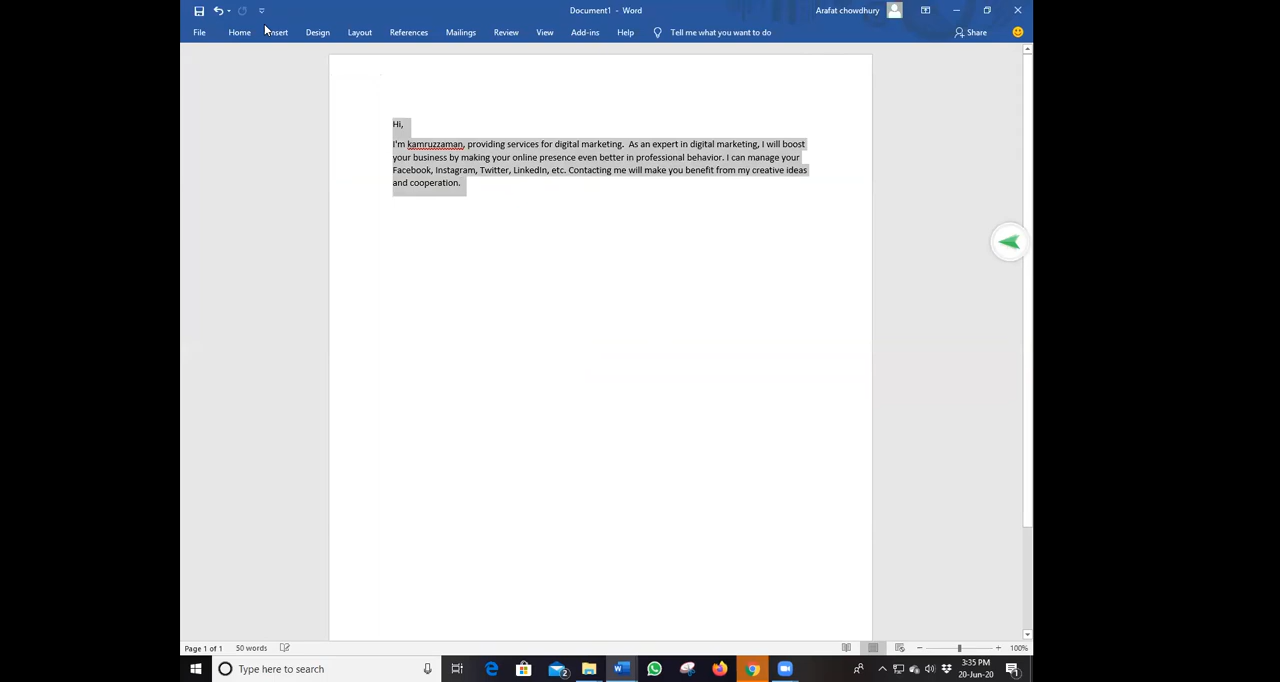 Document1 - Word
Arafat chowdhury
File Home Insert Design Layout References Mailings Review View Add-ins Help Tell me what you want to do Share
Hi,
I'm kamruzzaman, providing services for digital marketing.  As an expert in digital marketing, I will boost
your business by making your online presence even better in professional behavior. I can manage your
Facebook, Instagram, Twitter, LinkedIn, etc. Contacting me will make you benefit from my creative ideas
and cooperation.
Page 1 of 1 50 words 100%
Type here to search
2
3:35 PM
20-Jun-20
1